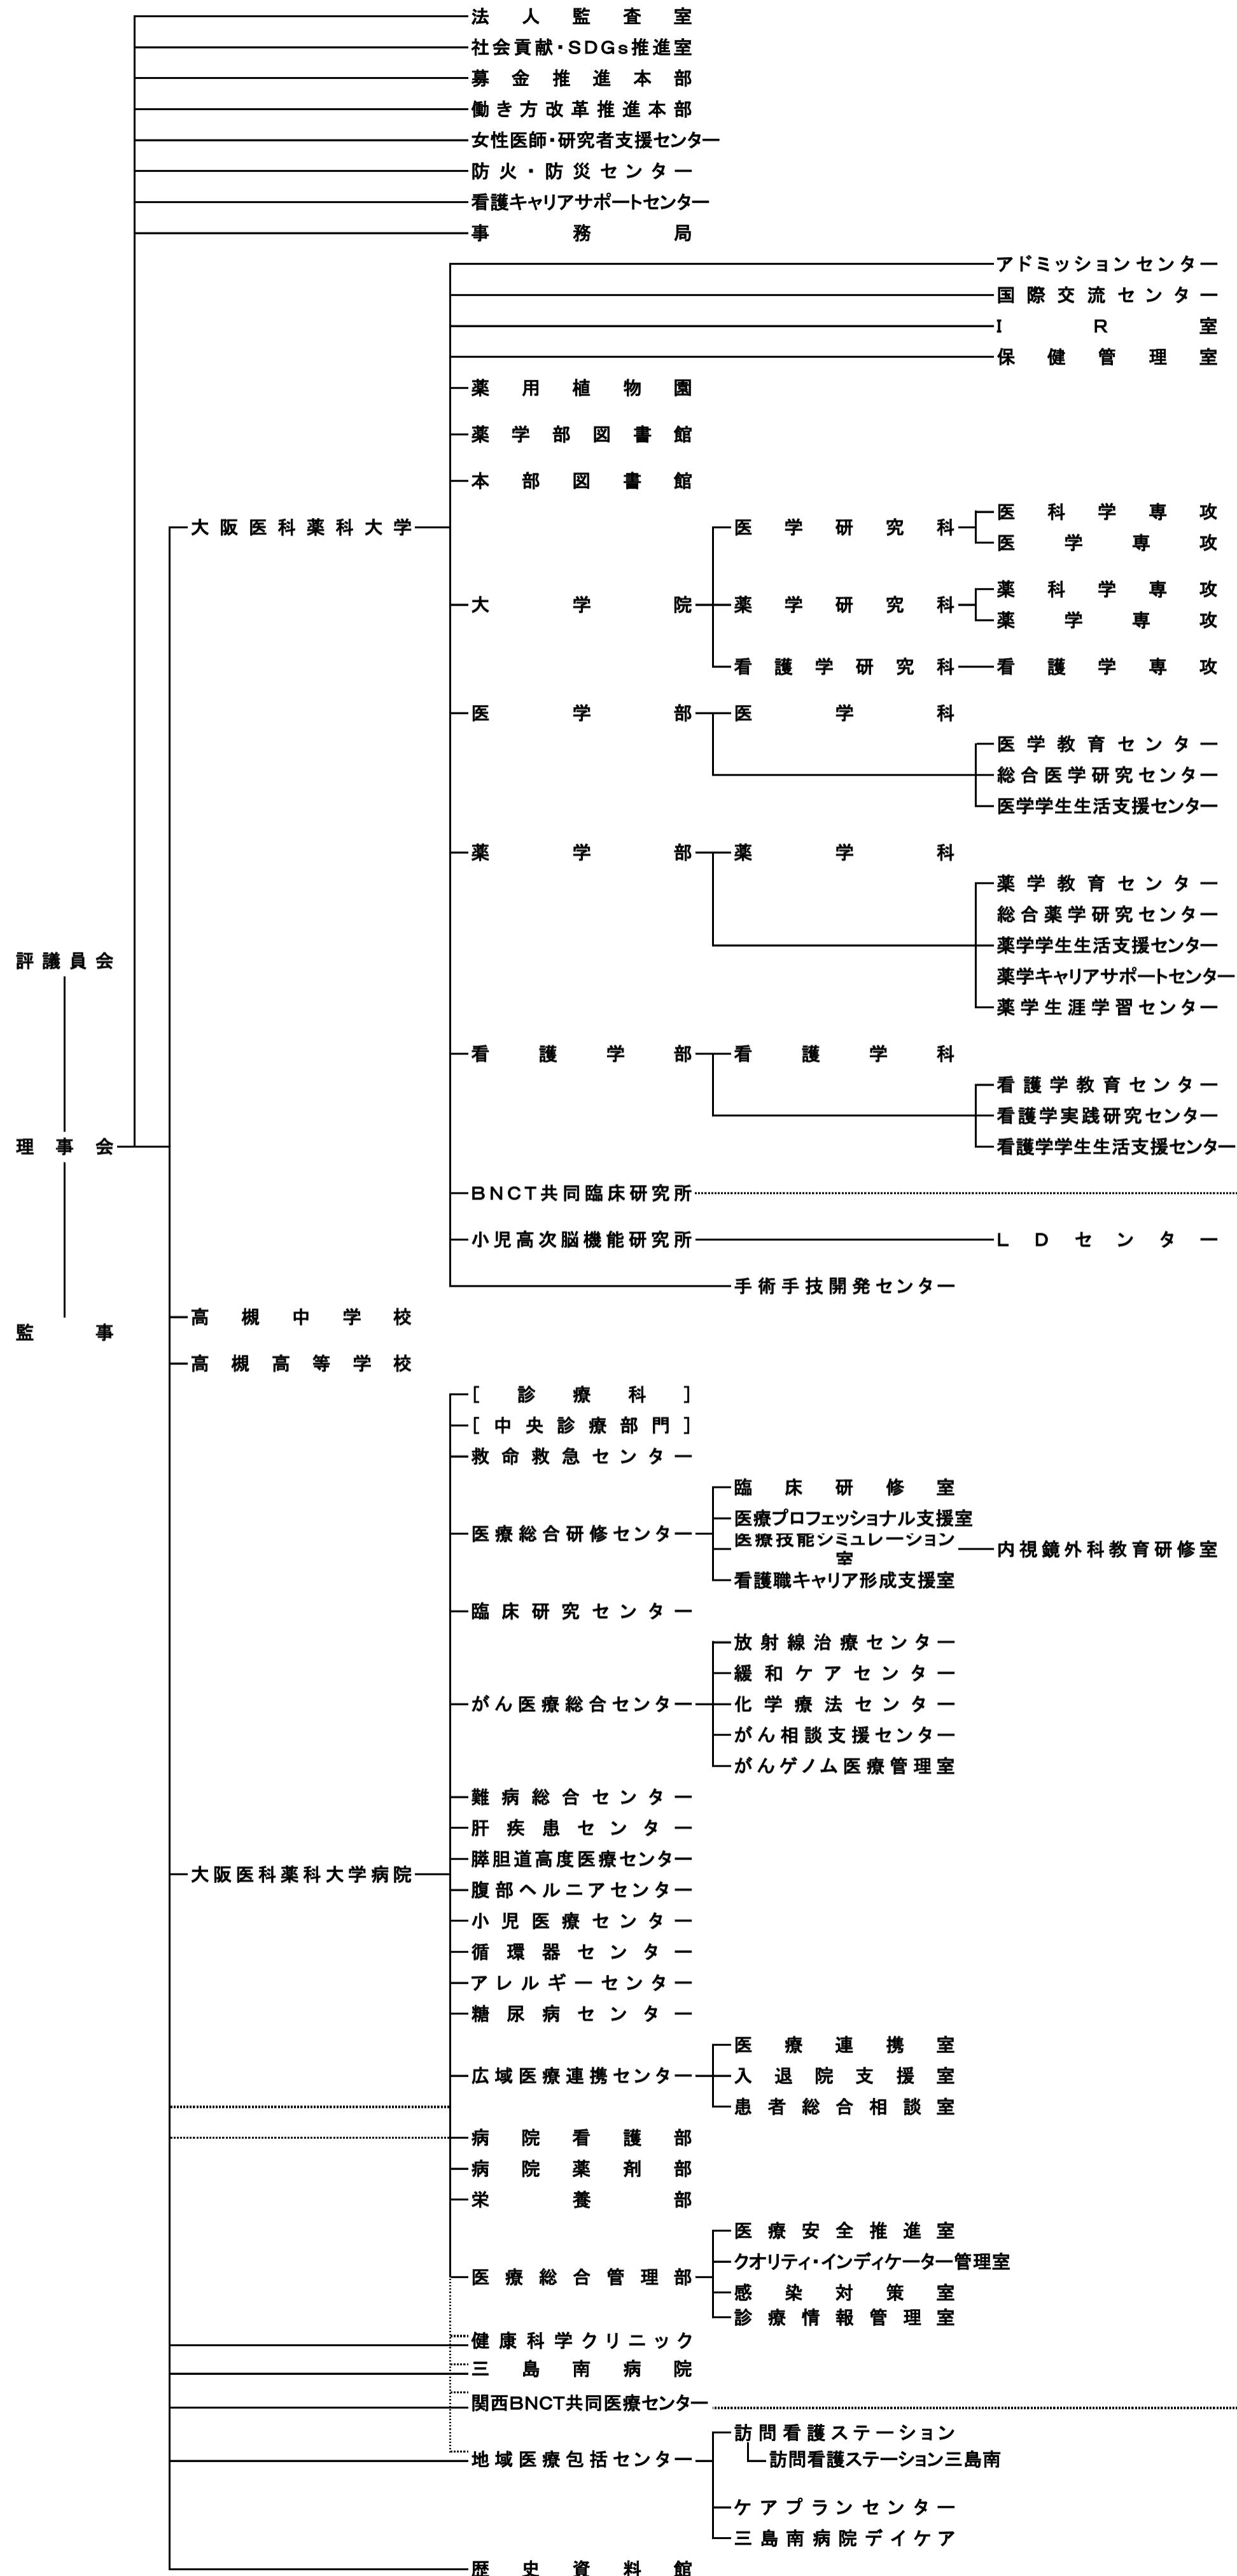 法人監査室
社会貢献・SDGs推進室
募金推進本部
働き方改革推進本部
女性医師・研究者支援センター
防火・防災センター
看護キャリアサポートセンター
事務局
アドミッションセンター
国際交流センター
IR室
保健管理室
薬用植物園
薬学部図書館
本部図書館
大阪医科薬科大学
医学研究科
医科学専攻
医学専攻
大学院
薬学研究科
薬科学専攻
薬学専攻
看護学研究科
看護学専攻
医学部
医学科
医学教育センター
総合医学研究センター
医学学生生活支援センター
薬学部
薬学科
薬学教育センター
総合薬学研究センター
薬学学生生活支援センター
薬学キャリアサポートセンター
薬学生涯学習センター
評議員会
看護学部
看護学科
看護学教育センター
看護学実践研究センター
看護学学生生活支援センター
理事会
BNCT共同臨床研究所
小児高次脳機能研究所
LDセンター
手術手技開発センター
高槻中学校
監事
高槻高等学校
[診療科]
[中央診療部門]
救命救急センター
医療総合研修センター
臨床研修室
医療プロフェッショナル支援室
医療技能シミュレーション
室
内視鏡外科教育研修室
看護職キャリア形成支援室
臨床研究センター
がん医療総合センター
放射線治療センター
緩和ケアセンター
化学療法センター
がん相談支援センター
がんゲノム医療管理室
難病総合センター
肝疾患センター
膵胆道高度医療センター
大阪医科薬科大学病院
腹部ヘルニアセンター
小児医療センター
循環器センター
アレルギーセンター
糖尿病センター
広域医療連携センター
医療連携室
入退院支援室
患者総合相談室
病院看護部
病院薬剤部
栄養部
医療総合管理部
医療安全推進室
クオリティ・インディケーター管理室
感染対策室
診療情報管理室
健康科学クリニック
三島南病院
関西BNCT共同医療センター
地域医療包括センター
訪問看護ステーション
訪問看護ステーション三島南
ケアプランセンター
三島南病院デイケア
歴史資料館